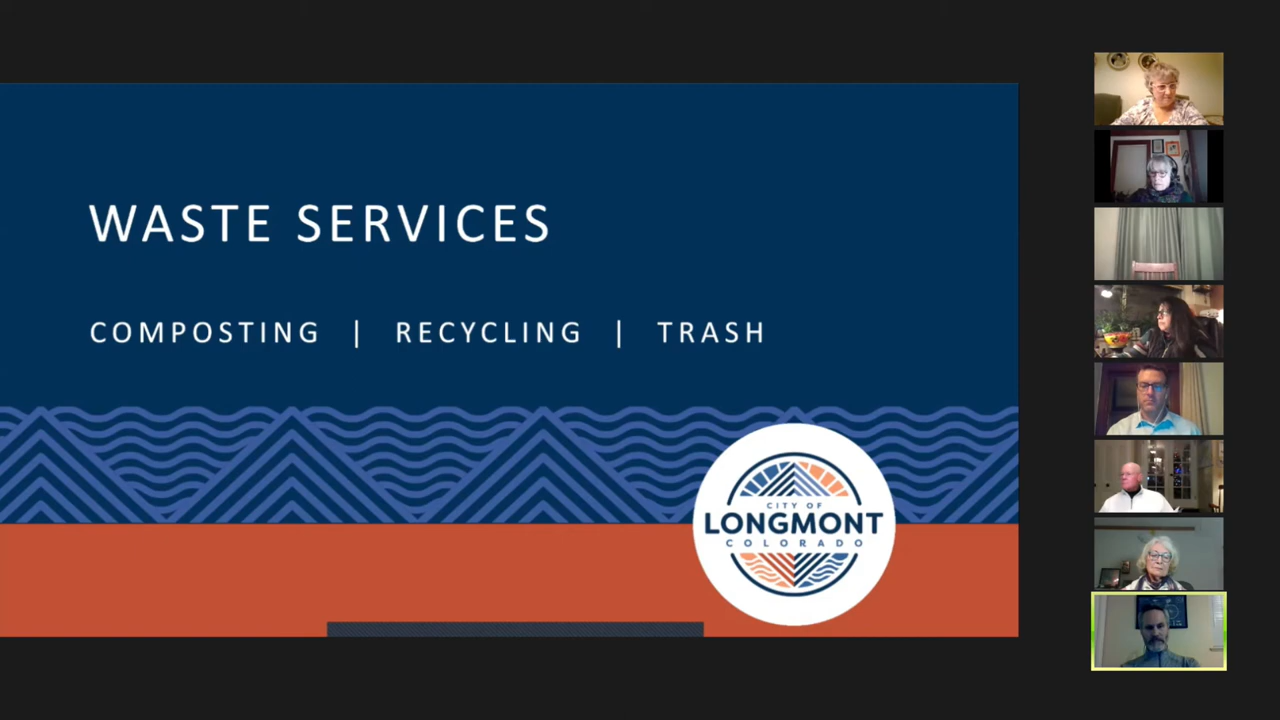 WASTE SERVICES
COMPOSTING | RECYCLING | TRASH
CITY OF
LONGMONT
COLORADO